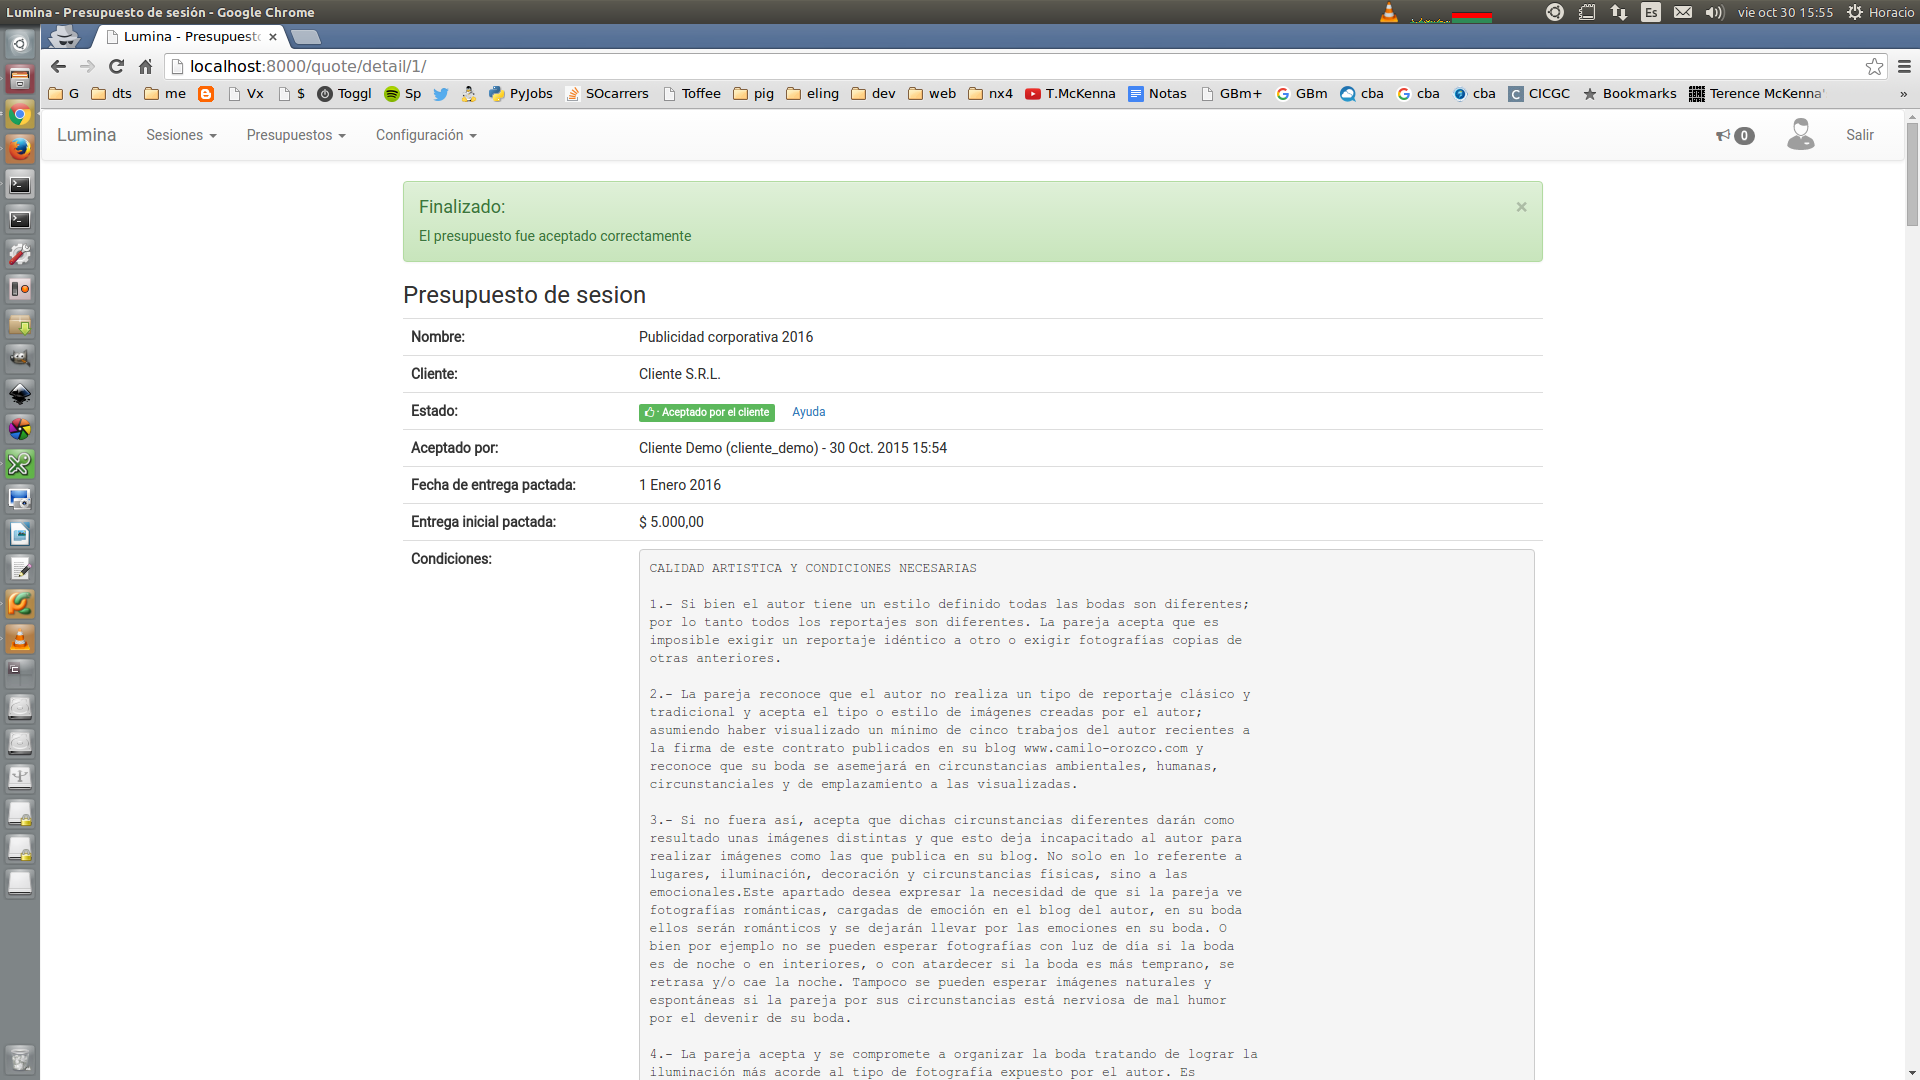 Lumina - Presupuesto de sesión - Google Chrome
Es
vie oct 30 15:55
Horacio
Lumina - Presupuesto
localhost:8000/quote/detail/1/
G dts me Vx $ Toggl Sp PyJobs SOcarrers Toffee pig eling dev web nx4 T.McKenna Notas GBm+ GBm cba cba cba CICGC Bookmarks Terence McKenna' »
Lumina Sesiones Presupuestos Configuración 0 Salir
Finalizado: ×
El presupuesto fue aceptado correctamente
Presupuesto de sesion
Nombre: Publicidad corporativa 2016
Cliente: Cliente S.R.L.
Estado: · Aceptado por el cliente Ayuda
Aceptado por: Cliente Demo (cliente_demo) - 30 Oct. 2015 15:54
Fecha de entrega pactada: 1 Enero 2016
Entrega inicial pactada: $ 5.000,00
Condiciones:
CALIDAD ARTISTICA Y CONDICIONES NECESARIAS
1.- Si bien el autor tiene un estilo definido todas las bodas son diferentes;
por lo tanto todos los reportajes son diferentes. La pareja acepta que es
imposible exigir un reportaje idéntico a otro o exigir fotografías copias de
otras anteriores.
2.- La pareja reconoce que el autor no realiza un tipo de reportaje clásico y
tradicional y acepta el tipo o estilo de imágenes creadas por el autor;
asumiendo haber visualizado un mínimo de cinco trabajos del autor recientes a
la firma de este contrato publicados en su blog www.camilo-orozco.com y
reconoce que su boda se asemejará en circunstancias ambientales, humanas,
circunstanciales y de emplazamiento a las visualizadas.
3.- Si no fuera así, acepta que dichas circunstancias diferentes darán como
resultado unas imágenes distintas y que esto deja incapacitado al autor para
realizar imágenes como las que publica en su blog. No solo en lo referente a
lugares, iluminación, decoración y circunstancias físicas, sino a las
emocionales.Este apartado desea expresar la necesidad de que si la pareja ve
fotografías románticas, cargadas de emoción en el blog del autor, en su boda
ellos serán románticos y se dejarán llevar por las emociones en su boda. O
bien por ejemplo no se pueden esperar fotografías con luz de día si la boda
es de noche o en interiores, o con atardecer si la boda es más temprano, se
retrasa y/o cae la noche. Tampoco se pueden esperar imágenes naturales y
espontáneas si la pareja por sus circunstancias está nerviosa de mal humor
por el devenir de su boda.
4.- La pareja acepta y se compromete a organizar la boda tratando de lograr la
iluminación más acorde al tipo de fotografía expuesto por el autor. Es